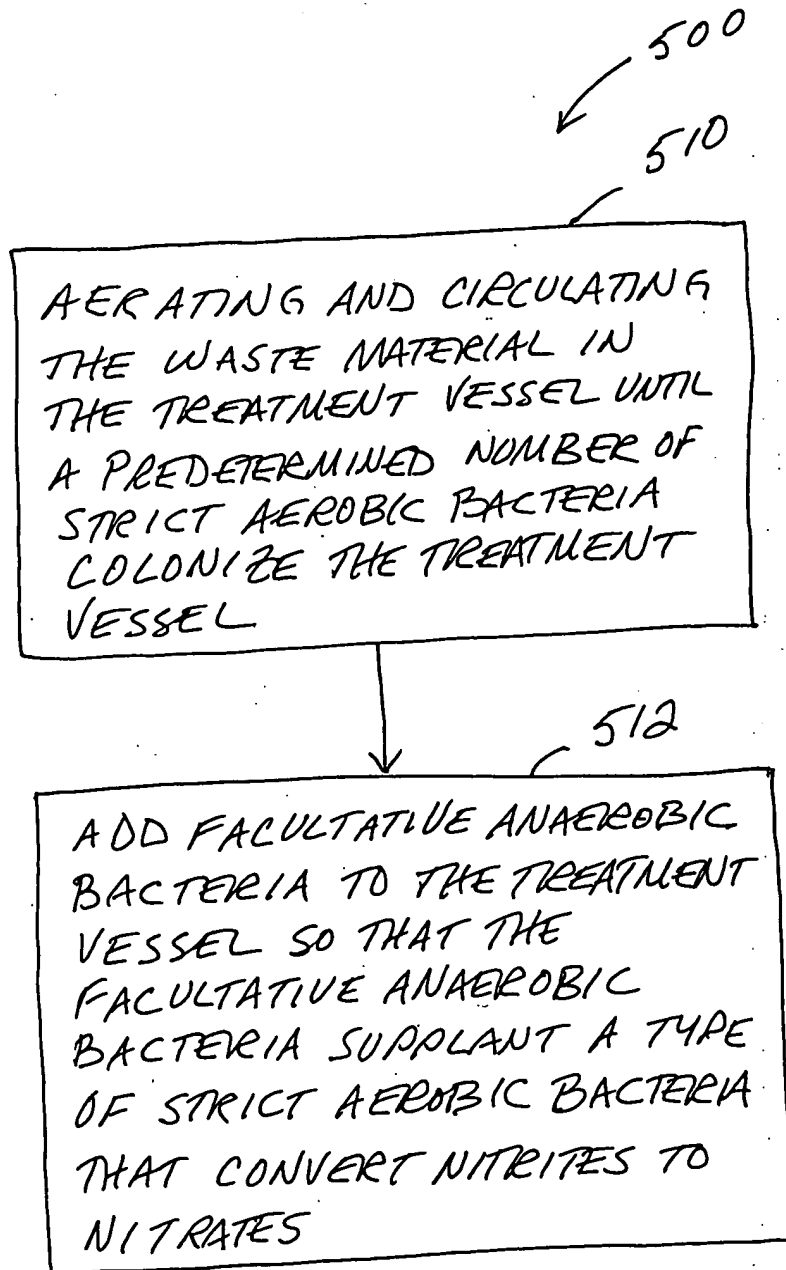 500
510
AERATING AND CIRCULATING
THE WASTE MATERIAL IN
THE TREATMENT VESSEL UNTIL
A PREDETERMINED NUMBER OF
STRICT AEROBIC BACTERIA
COLONIZE THE TREATMENT
VESSEL
512
ADD FACULTATIVE ANAEROBIC
BACTERIA TO THE TREATMENT
VESSEL SO THAT THE
FACULTATIVE ANAEROBIC
BACTERIA SUPPLANT A TYPE
OF STRICT AEROBIC BACTERIA
THAT CONVERT NITRITES TO
NITRATES